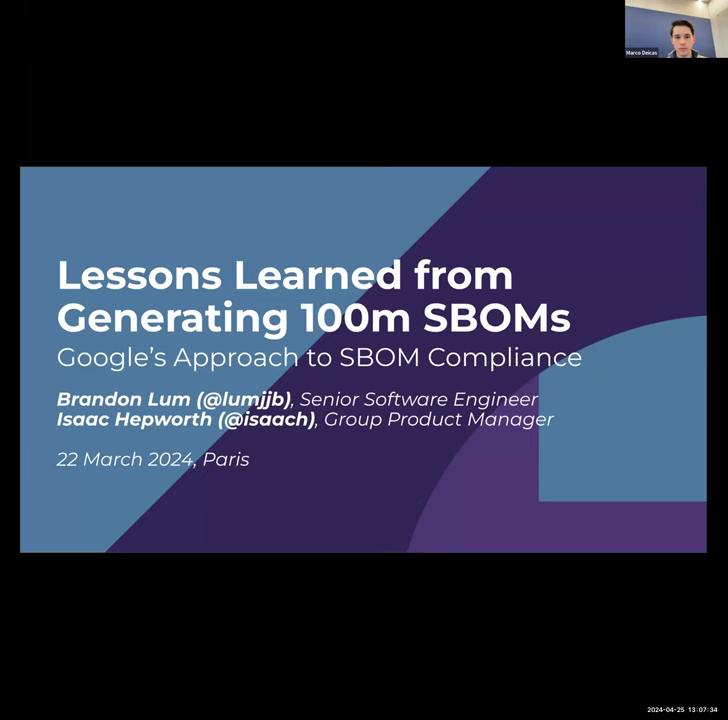 Marco Deicas
Lessons Learned from
Generating 100m SBOMs
Google's Approach to SBOM Compliance
Brandon Lum (@lumjjb), Senior Software Engineer
Isaac Hepworth (@isaach), Group Product Manager
22 March 2024, Paris
2024-04-25 13:07:34